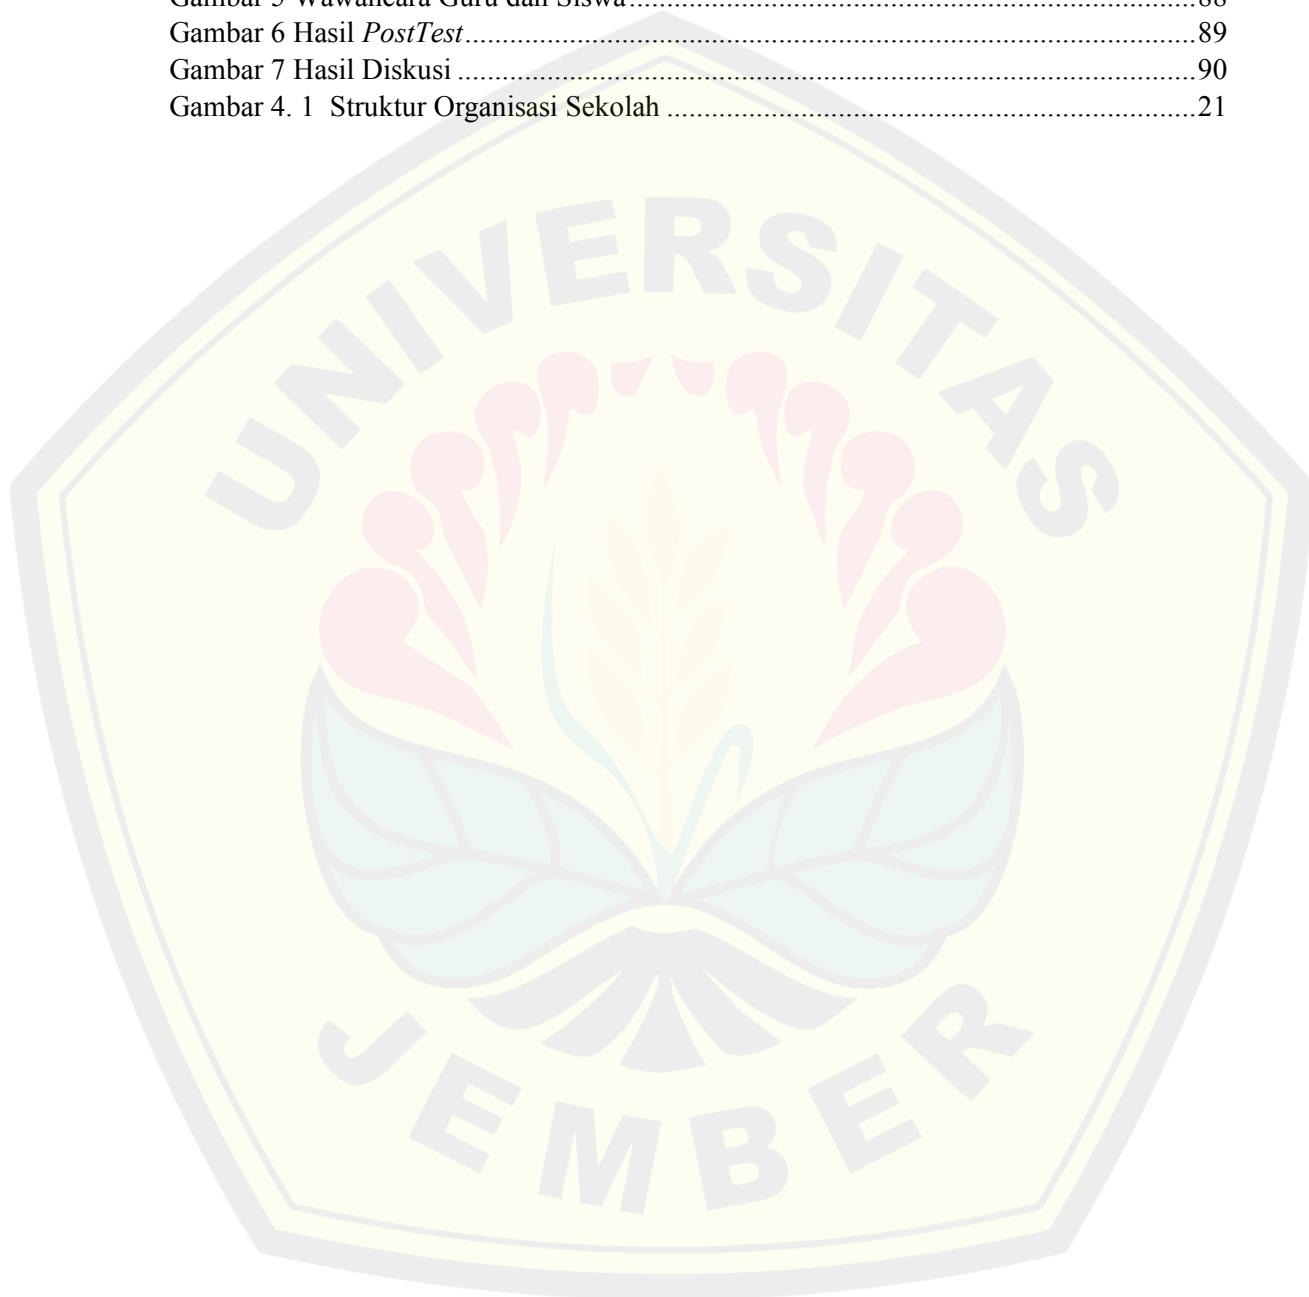 Gambar 5 Wawancara Guru dan Siswa....................88
Gambar 6 Hasil PostTest....................89
Gambar 7 Hasil Diskusi ....................90
Gambar 4. 1  Struktur Organisasi Sekolah ....................21
UNIVERSITAS
JEMBER